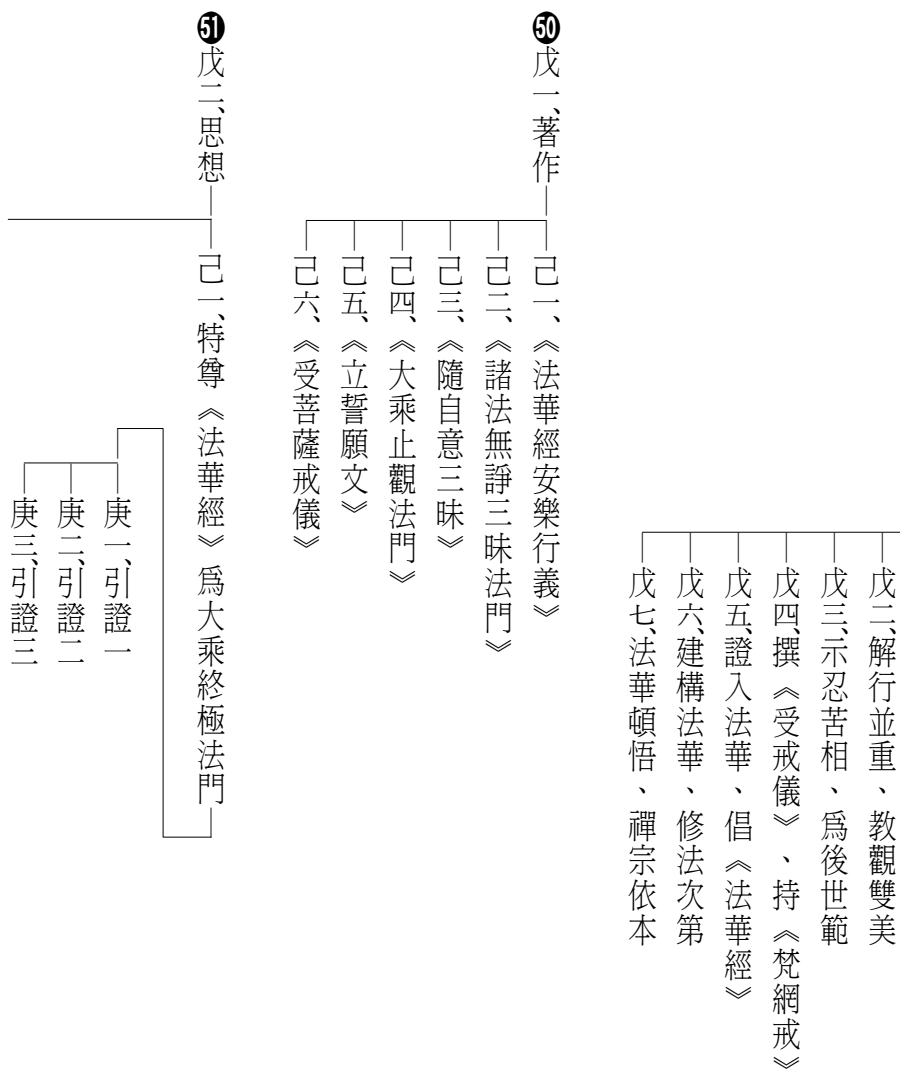 戊二、解行並重、教觀雙美
戊三、示忍苦相、爲後世範
戊四、撰《受戒儀》、持《梵網戒》
戊五、證入法華、倡《法華經》
戊六、建構法華、修法次第
戊七、法華頓悟、禪宗依本
㊿戊一、著作
己一、《法華經安樂行義》
己二、《諸法無諍三昧法門》
己三、《隨自意三昧》
己四、《大乘止觀法門》
己五、《立誓願文》
己六、《受菩薩戒儀》
51戊二、思想
己一、特尊《法華經》爲大乘終極法門
庚一、引證一
庚二、引證二
庚三、引證三